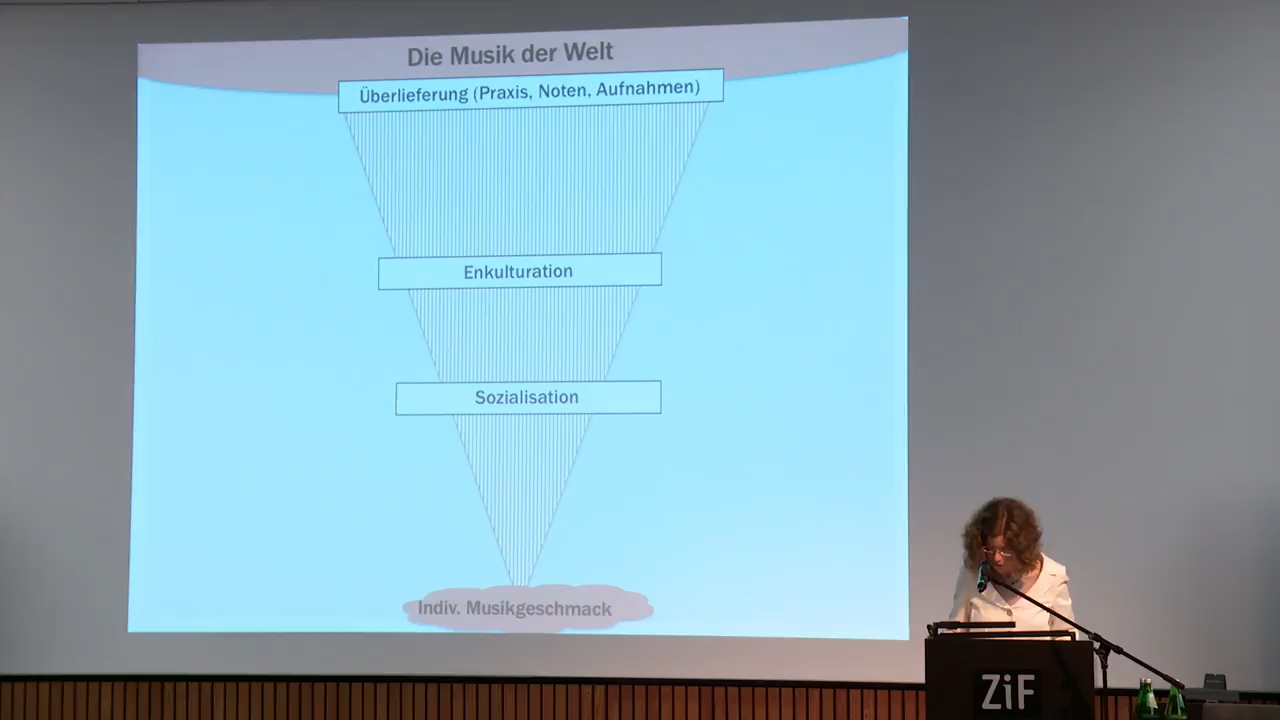 Die Musik der Welt
Überlieferung (Praxis, Noten, Aufnahmen)
Enkulturation
Sozialisation
Indiv. Musikgeschmack
ZiF